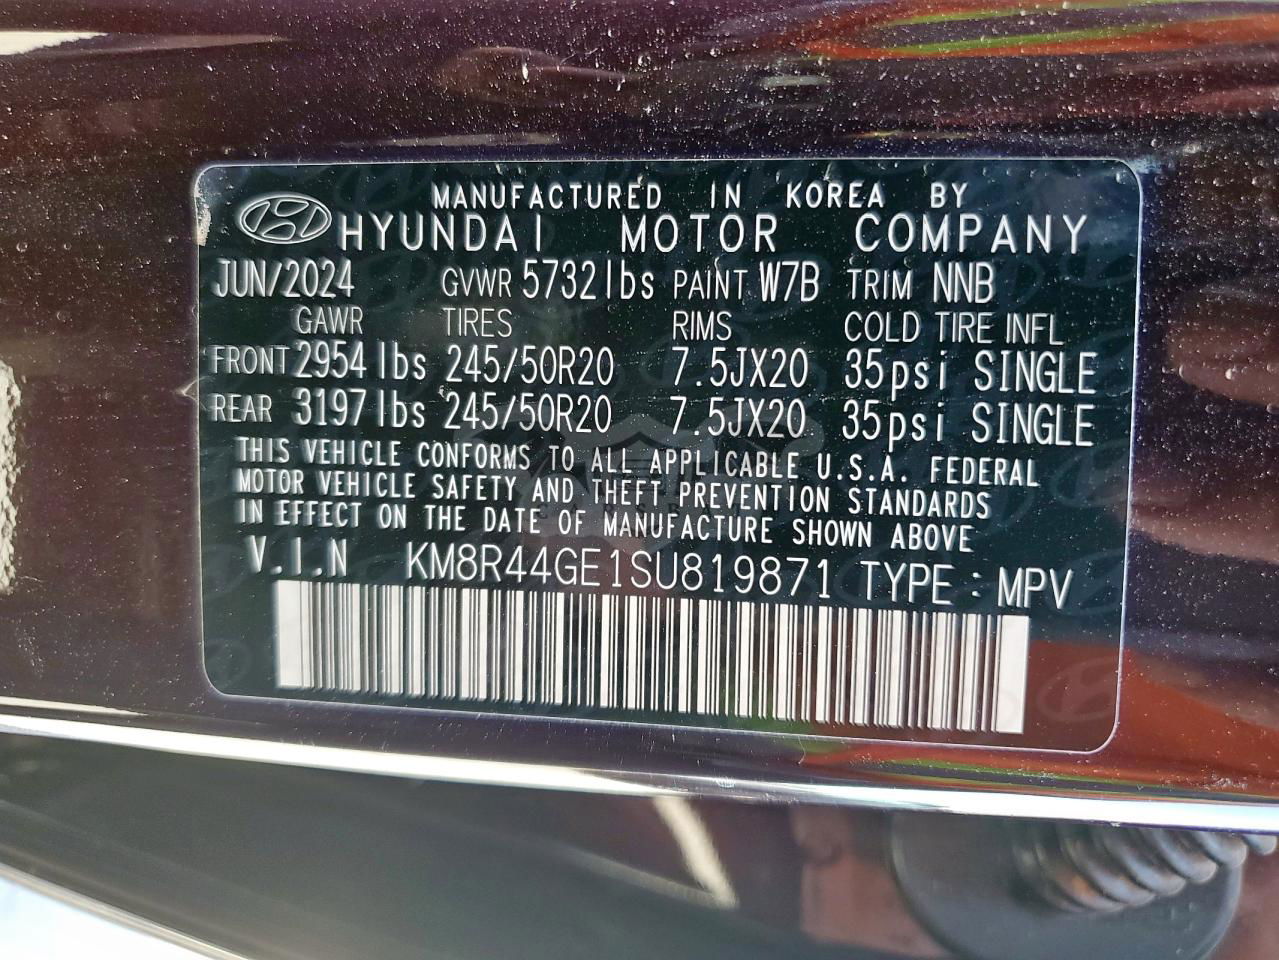 MANUFACTURED IN KOREA BY
HYUNDAI MOTOR COMPANY
JUN/2024 GVWR 5732lbs PAINT W7B TRIM NNB
GAWR TIRES RIMS COLD TIRE INFL
FRONT 2954lbs 245/50R20 7.5JX20 35psi SINGLE
REAR 3197lbs 245/50R20 7.5JX20 35psi SINGLE
THIS VEHICLE CONFORMS TO ALL APPLICABLE U.S.A. FEDERAL
MOTOR VEHICLE SAFETY AND THEFT PREVENTION STANDARDS
IN EFFECT ON THE DATE OF MANUFACTURE SHOWN ABOVE
V.I.N KM8R44GE1SU819871 TYPE : MPV